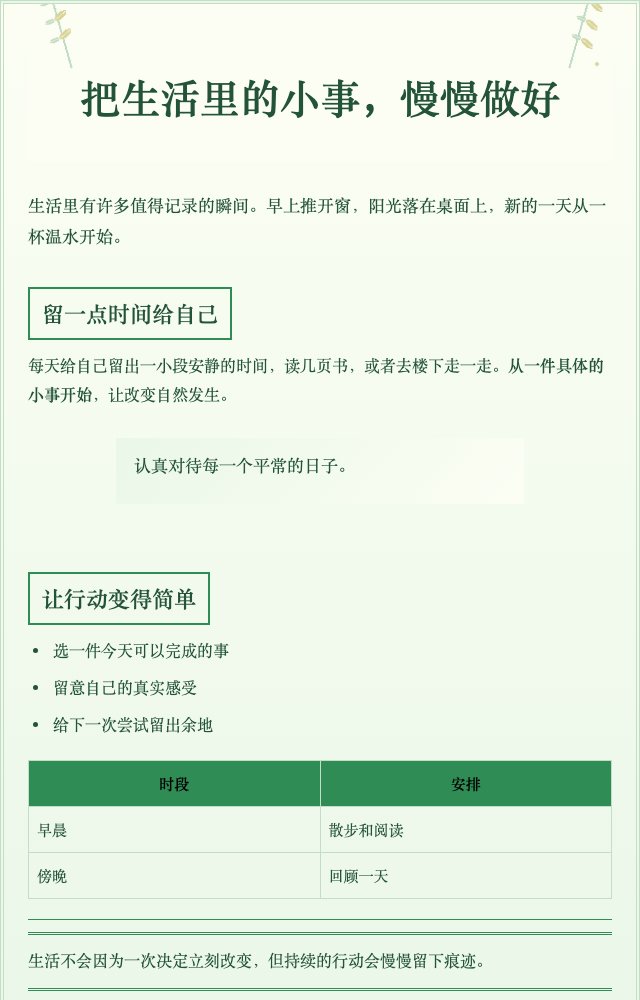 把生活里的小事，慢慢做好
生活里有许多值得记录的瞬间。早上推开窗，阳光落在桌面上，新的一天从一
杯温水开始。
留一点时间给自己
每天给自己留出一小段安静的时间，读几页书，或者去楼下走一走。从一件具体的
小事开始，让改变自然发生。
认真对待每一个平常的日子。
让行动变得简单
• 选一件今天可以完成的事
• 留意自己的真实感受
• 给下一次尝试留出余地
时段 安排
早晨 散步和阅读
傍晚 回顾一天
生活不会因为一次决定立刻改变，但持续的行动会慢慢留下痕迹。